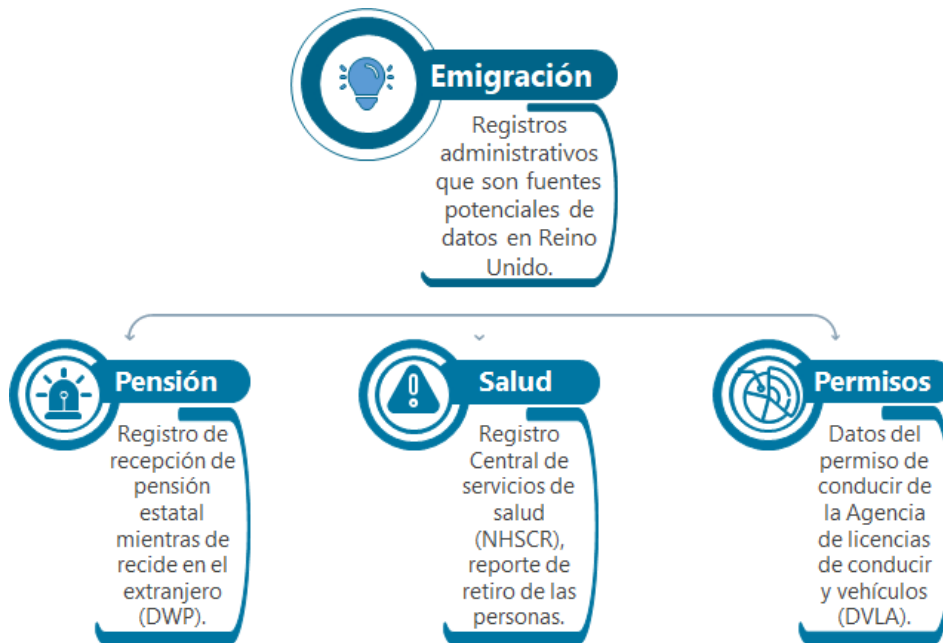 Emigración
Registros
administrativos
que son fuentes
potenciales de
datos en Reino
Unido.
Pensión
Registro de
recepción de
pensión
estatal
mientras de
recide en el
extranjero
(DWP).
Salud
Registro
Central de
servicios de
salud
(NHSCR),
reporte de
retiro de las
personas.
Permisos
Datos del
permiso de
conducir de
la Agencia
de licencias
de conducir
y vehículos
(DVLA).